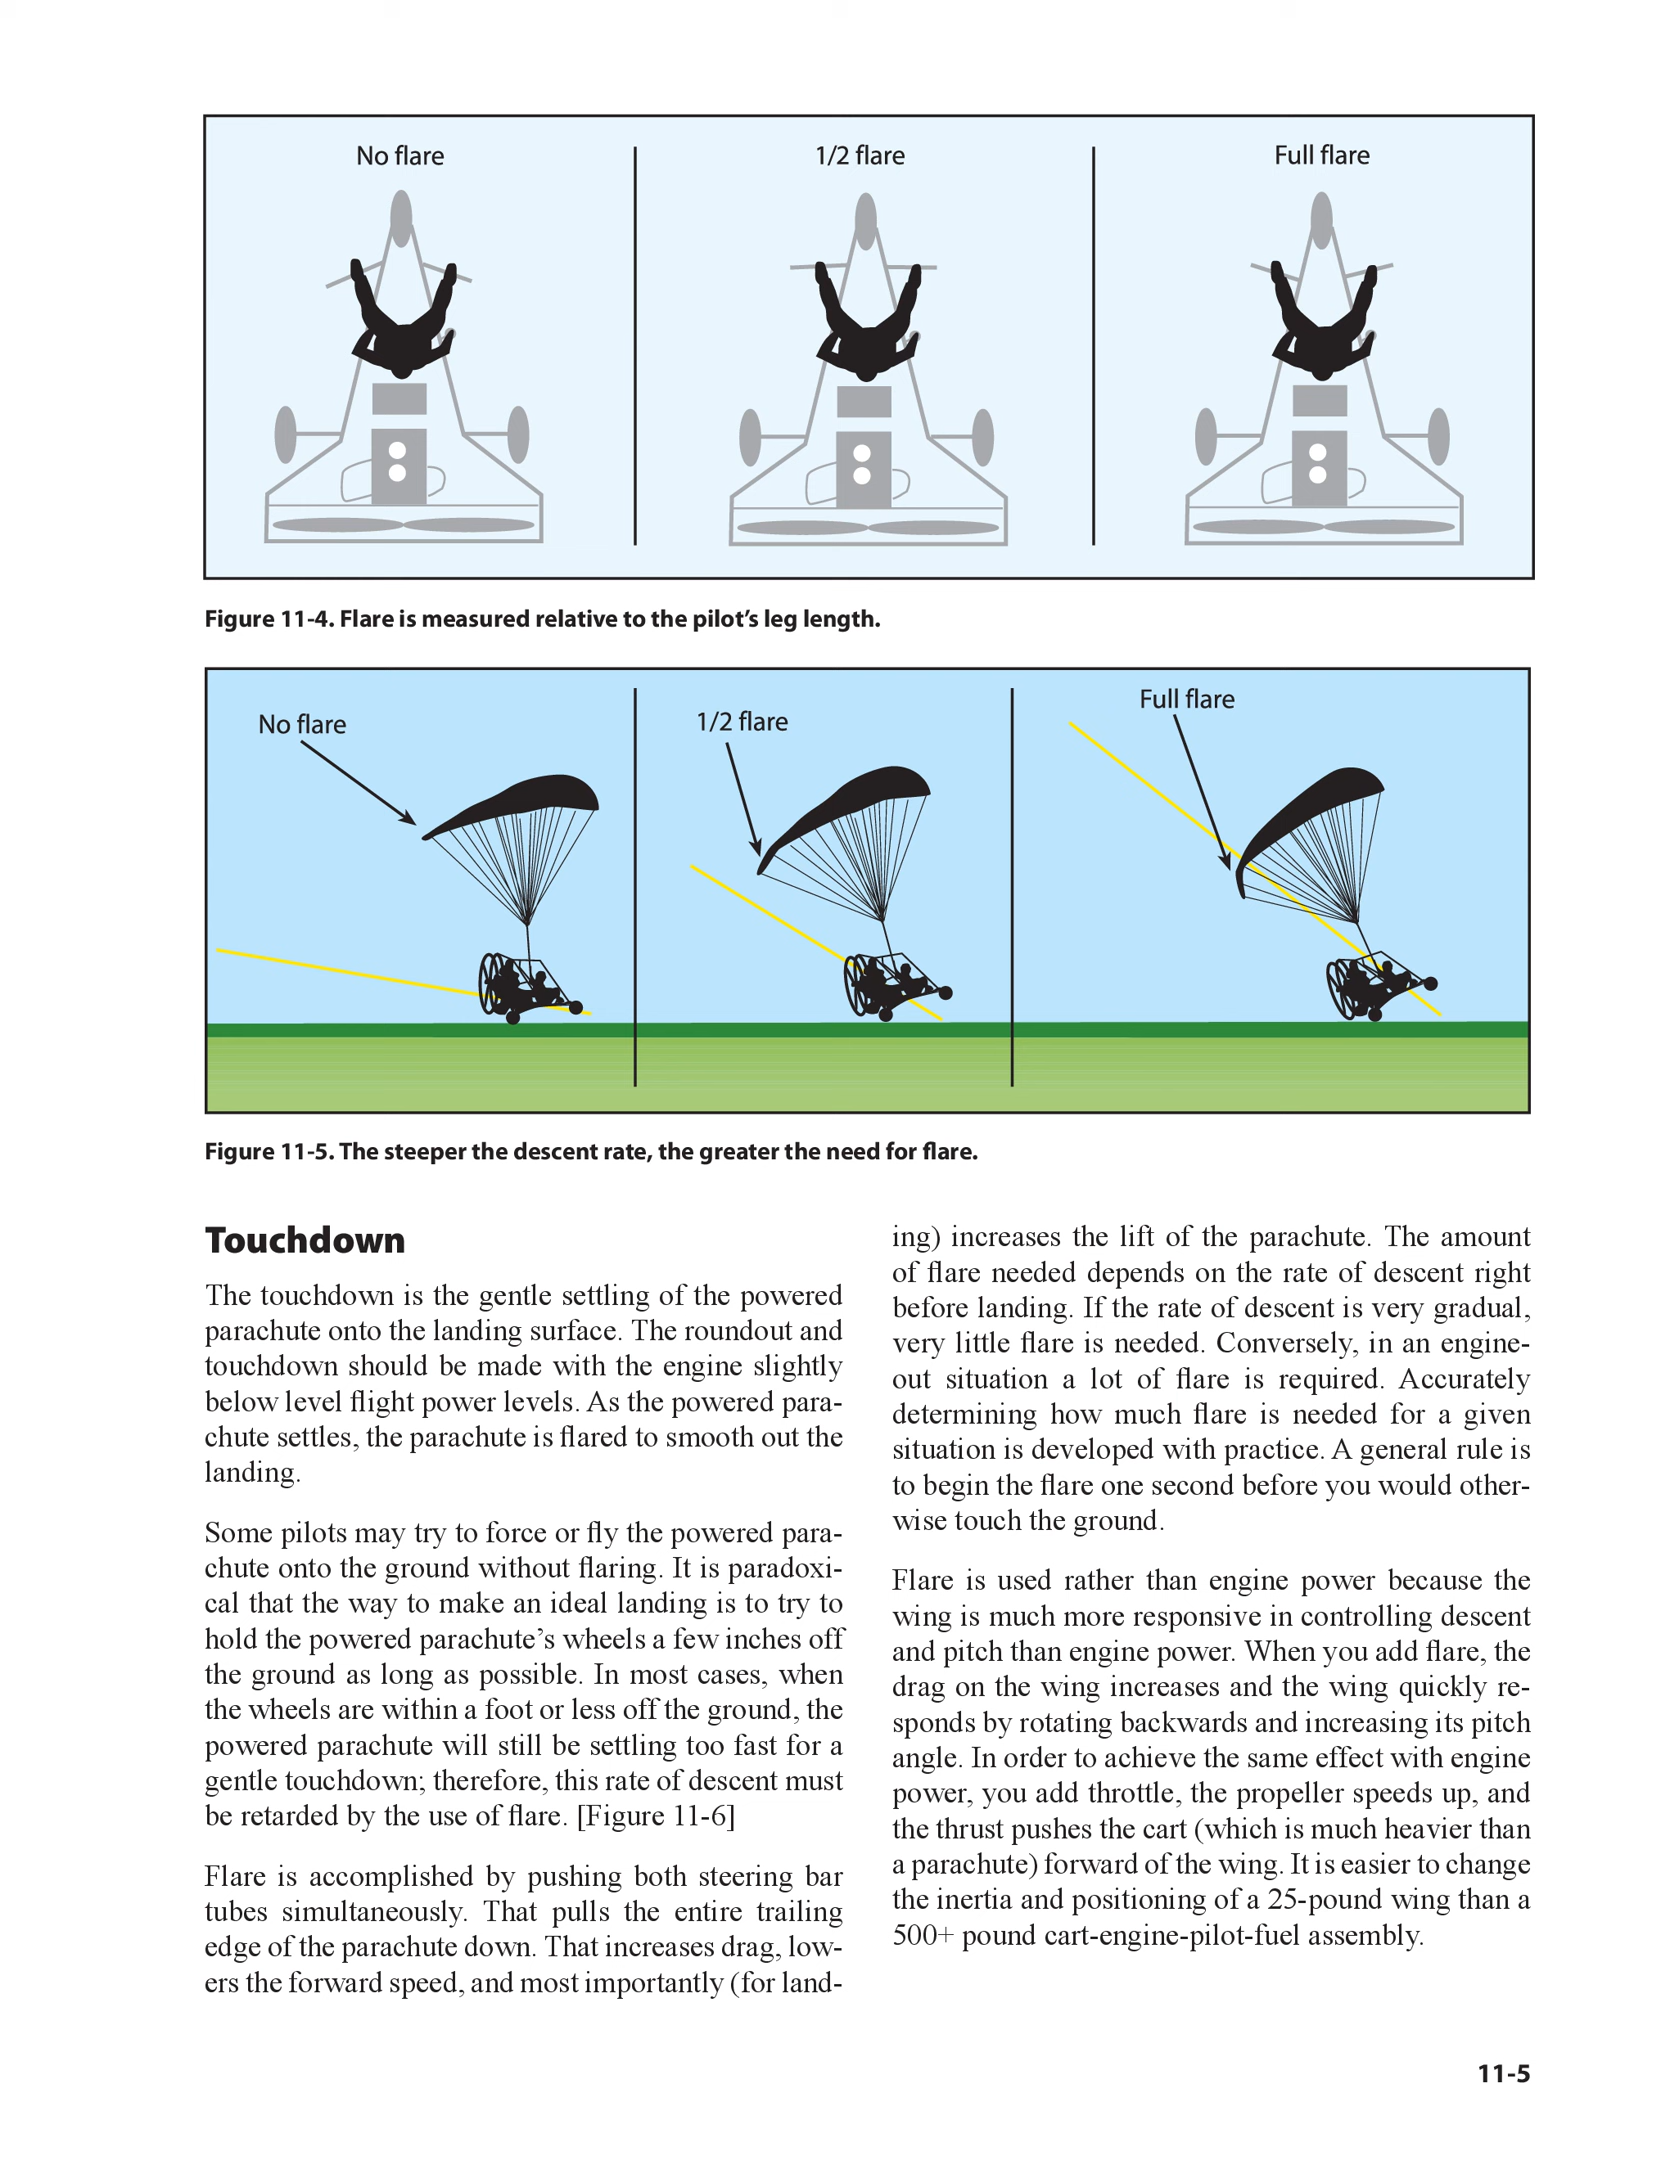 No flare
1/2 flare
Full flare
Figure 11-4. Flare is measured relative to the pilot’s leg length.
No flare
1/2 flare
Full flare
Figure 11-5. The steeper the descent rate, the greater the need for flare.
Touchdown
The touchdown is the gentle settling of the powered
parachute onto the landing surface. The roundout and
touchdown should be made with the engine slightly
below level flight power levels. As the powered para-
chute settles, the parachute is flared to smooth out the
landing.
Some pilots may try to force or fly the powered para-
chute onto the ground without flaring. It is paradoxi-
cal that the way to make an ideal landing is to try to
hold the powered parachute’s wheels a few inches off
the ground as long as possible. In most cases, when
the wheels are within a foot or less off the ground, the
powered parachute will still be settling too fast for a
gentle touchdown; therefore, this rate of descent must
be retarded by the use of flare. [Figure 11-6]
Flare is accomplished by pushing both steering bar
tubes simultaneously. That pulls the entire trailing
edge of the parachute down. That increases drag, low-
ers the forward speed, and most importantly (for land-
ing) increases the lift of the parachute. The amount
of flare needed depends on the rate of descent right
before landing. If the rate of descent is very gradual,
very little flare is needed. Conversely, in an engine-
out situation a lot of flare is required. Accurately
determining how much flare is needed for a given
situation is developed with practice. A general rule is
to begin the flare one second before you would other-
wise touch the ground.
Flare is used rather than engine power because the
wing is much more responsive in controlling descent
and pitch than engine power. When you add flare, the
drag on the wing increases and the wing quickly re-
sponds by rotating backwards and increasing its pitch
angle. In order to achieve the same effect with engine
power, you add throttle, the propeller speeds up, and
the thrust pushes the cart (which is much heavier than
a parachute) forward of the wing. It is easier to change
the inertia and positioning of a 25-pound wing than a
500+ pound cart-engine-pilot-fuel assembly.
11-5